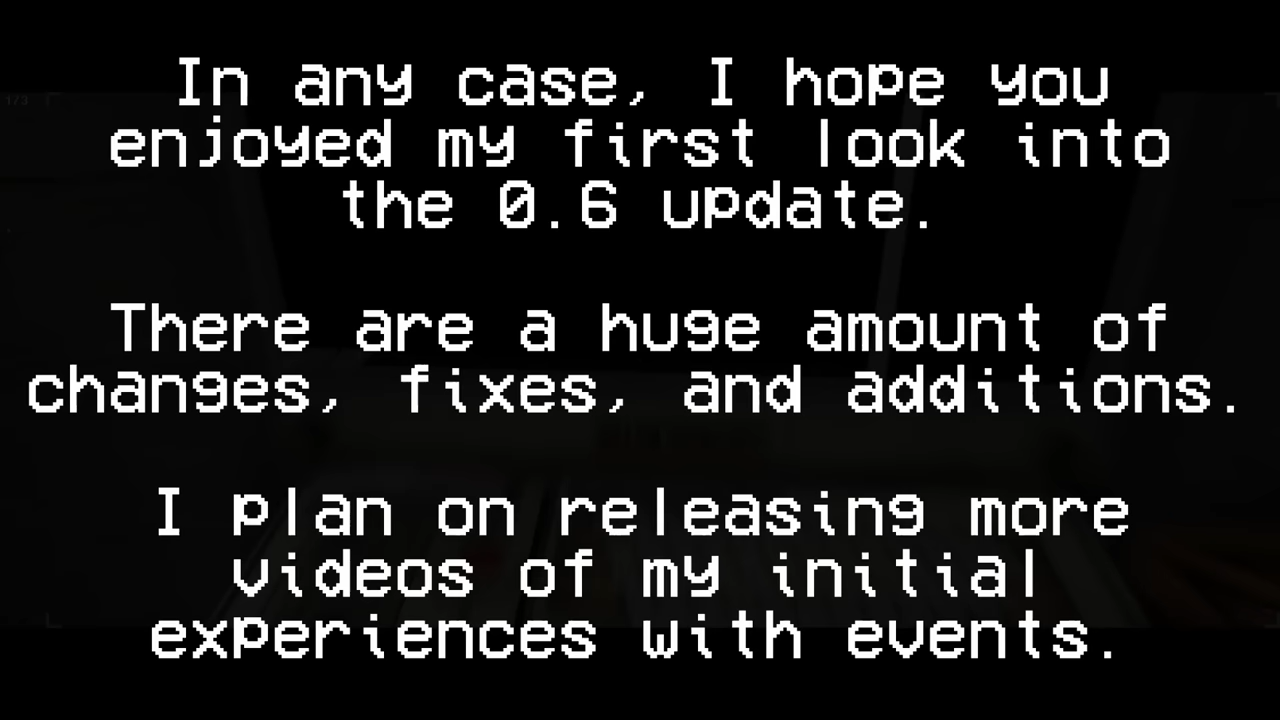 In any case, I hope you
enjoyed my first look into
the 0.6 update.
There are a huge amount of
changes, fixes, and additions.
I plan on releasing more
videos of my initial
experiences with events.